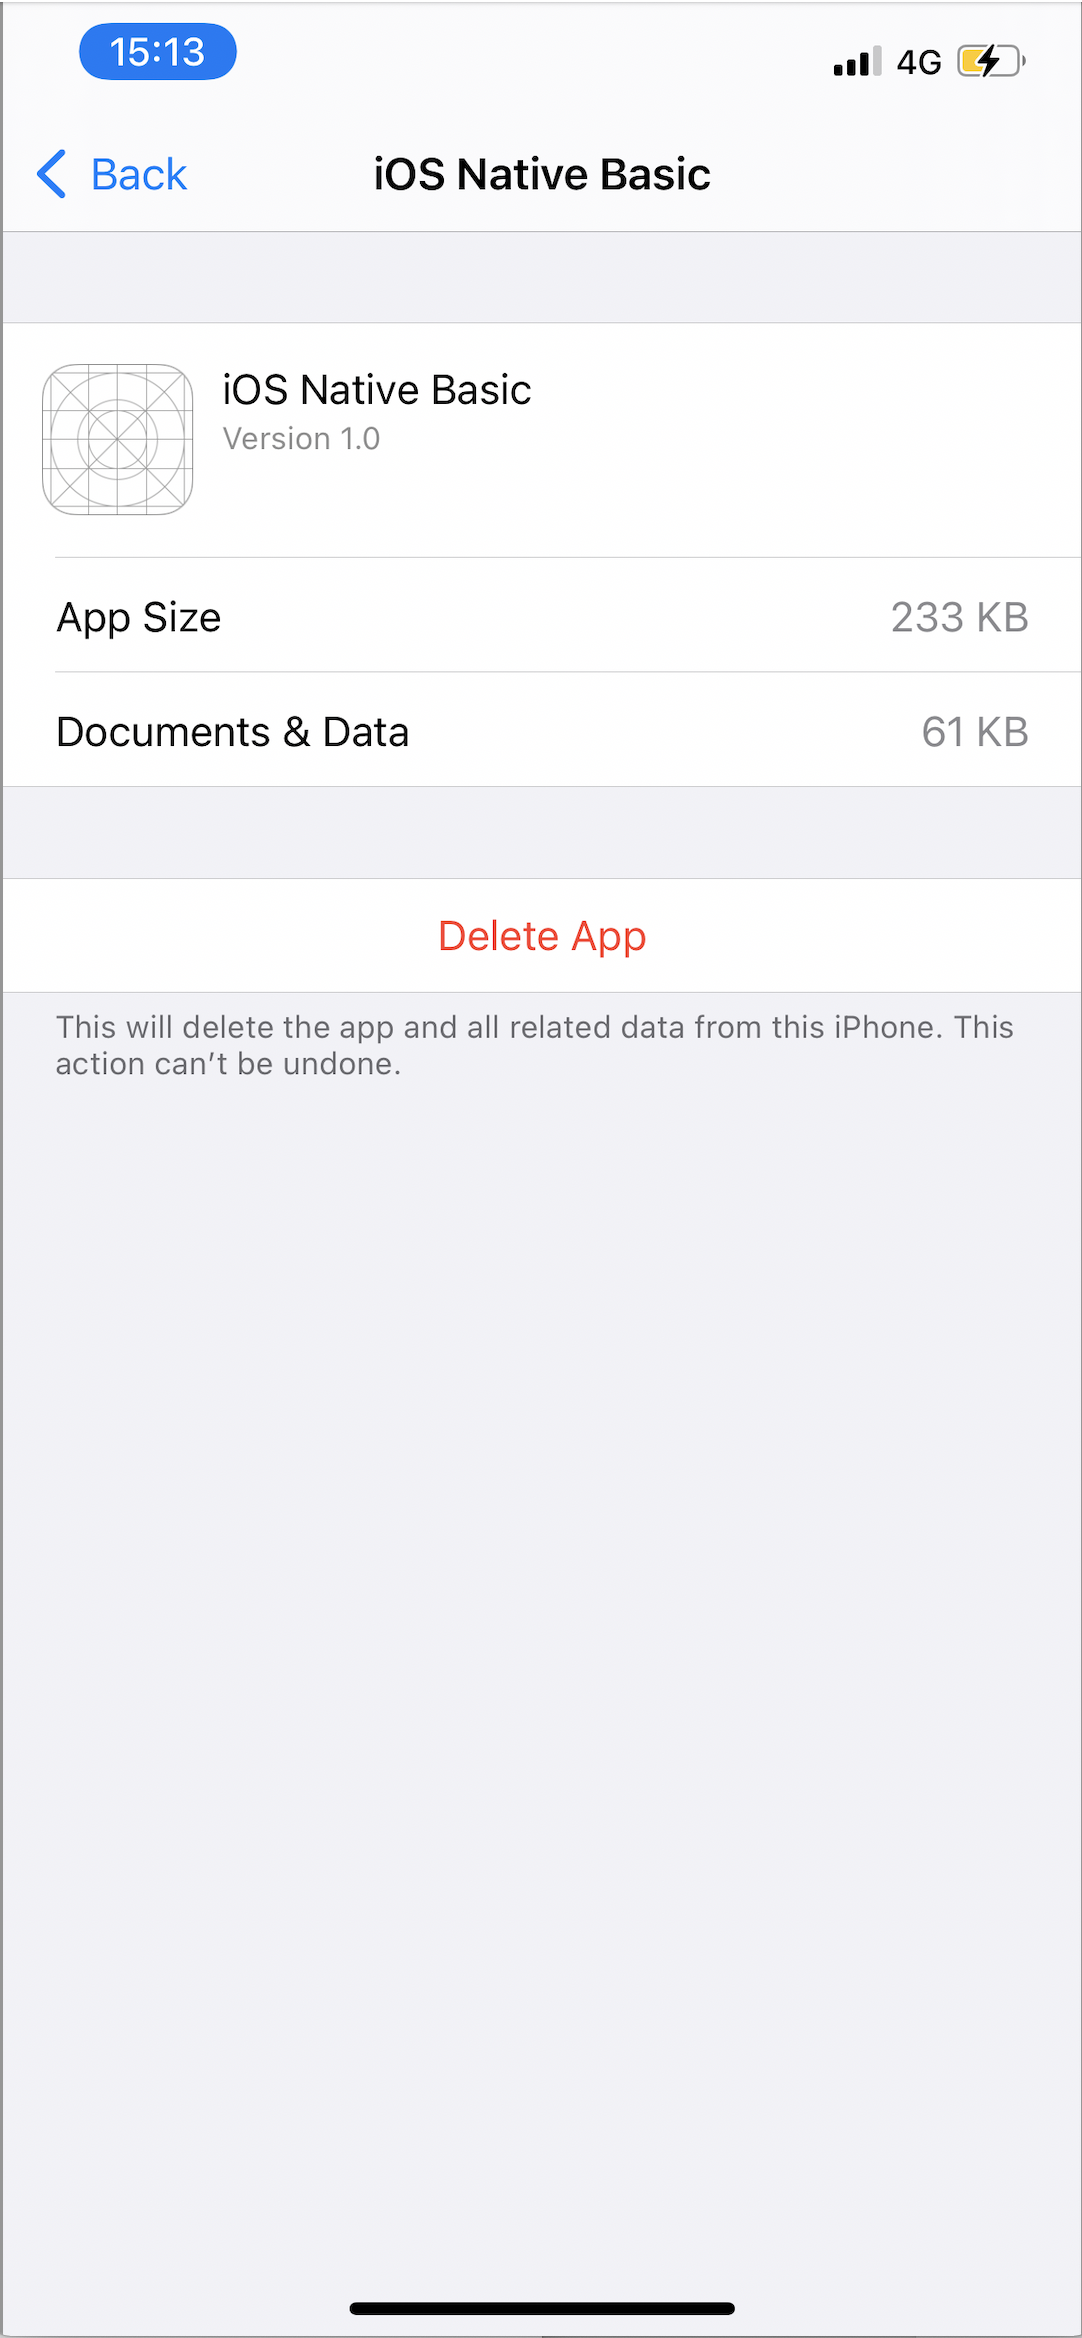 15:13
4G
Back
iOS Native Basic
iOS Native Basic
Version 1.0
App Size
233 KB
Documents & Data
61 KB
Delete App
This will delete the app and all related data from this iPhone. This
action can’t be undone.